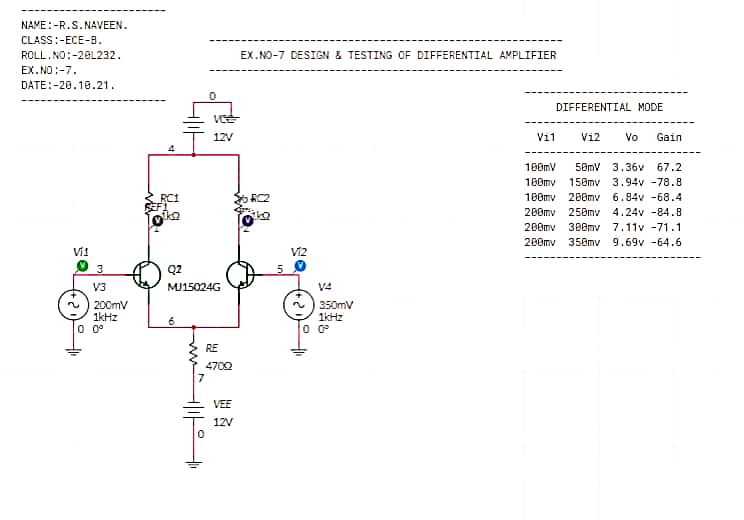 NAME:-R.S.NAVEEN.
CLASS:-ECE-B.
ROLL.NO:-20L232.
EX.NO:-7.
DATE:-20.10.21.
EX.NO-7 DESIGN & TESTING OF DIFFERENTIAL AMPLIFIER
DIFFERENTIAL MODE
Vi1 Vi2 Vo Gain
100mV 50mV 3.36v 67.2
100mv 150mv 3.94v -78.8
100mv 200mv 6.84v -68.4
200mv 250mv 4.24v -84.8
200mv 300mv 7.11v -71.1
200mv 350mv 9.69v -64.6
0
VCC
12V
4
RC1
REF1
1kΩ
RC2
1kΩ
Vi1
3
V3
200mV
1kHz
0 0°
Q2
MJ15024G
Vi2
5
V4
350mV
1kHz
0 0°
6
RE
470Ω
7
VEE
12V
0